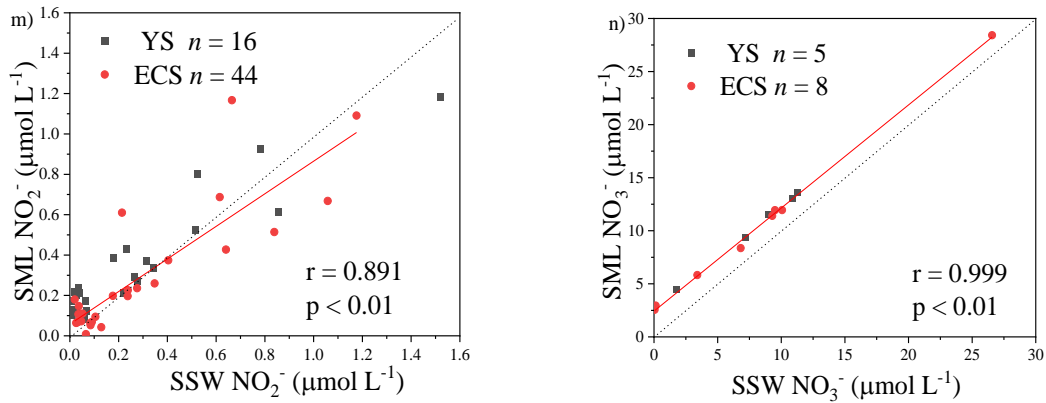 m)
1.6
1.4
1.2
1.0
0.8
0.6
0.4
0.2
0.0
SML NO₂⁻ (μmol L⁻¹)
YS n = 16
ECS n = 44
r = 0.891
p < 0.01
0.0 0.2 0.4 0.6 0.8 1.0 1.2 1.4 1.6
SSW NO₂⁻ (μmol L⁻¹)
n)
30
25
20
15
10
5
0
SML NO₃⁻ (μmol L⁻¹)
YS n = 5
ECS n = 8
r = 0.999
p < 0.01
0 5 10 15 20 25 30
SSW NO₃⁻ (μmol L⁻¹)